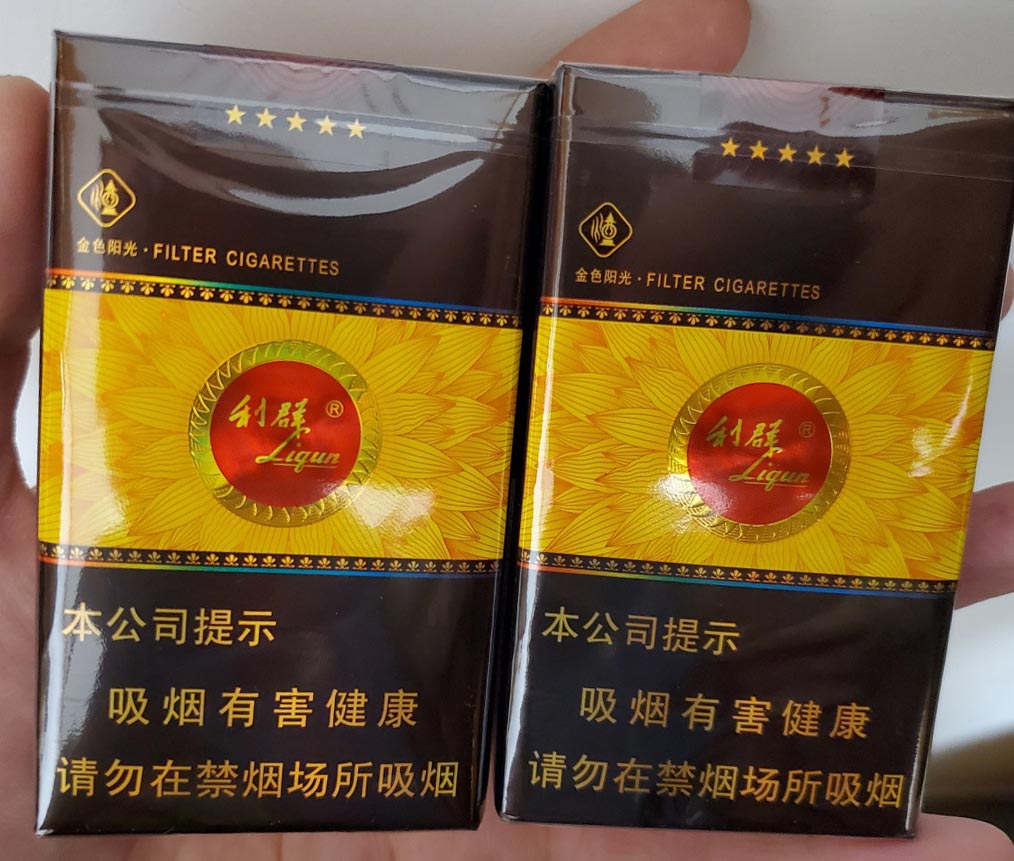 金色阳光·FILTER CIGARETTES
利群®
Liqun
本公司提示
吸烟有害健康
请勿在禁烟场所吸烟
金色阳光·FILTER CIGARETTES
利群®
Liqun
本公司提示
吸烟有害健康
请勿在禁烟场所吸烟